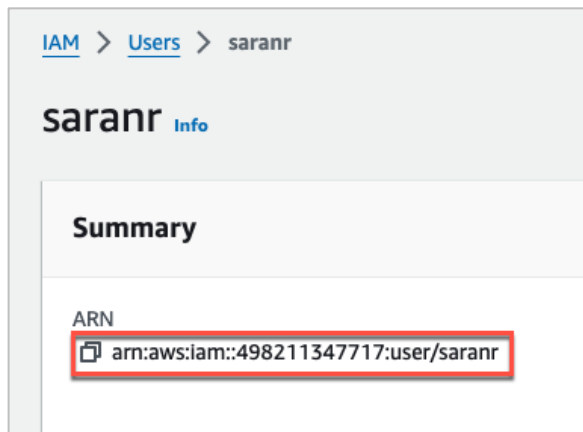 IAM > Users > saranr
saranr Info
Summary
ARN
arn:aws:iam::498211347717:user/saranr